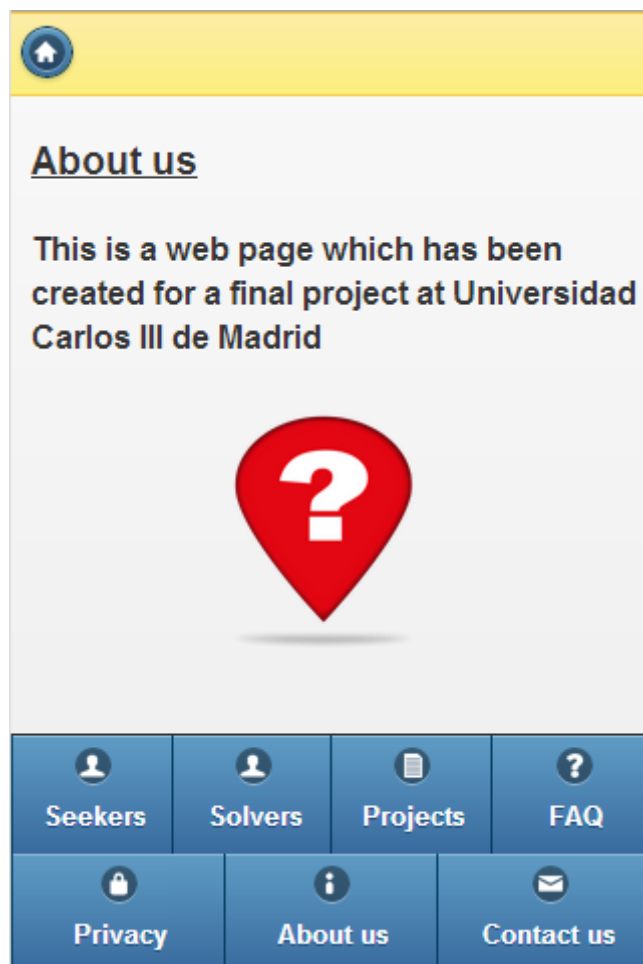 About us
This is a web page which has been
created for a final project at Universidad
Carlos III de Madrid
?
Seekers Solvers Projects FAQ
Privacy About us Contact us